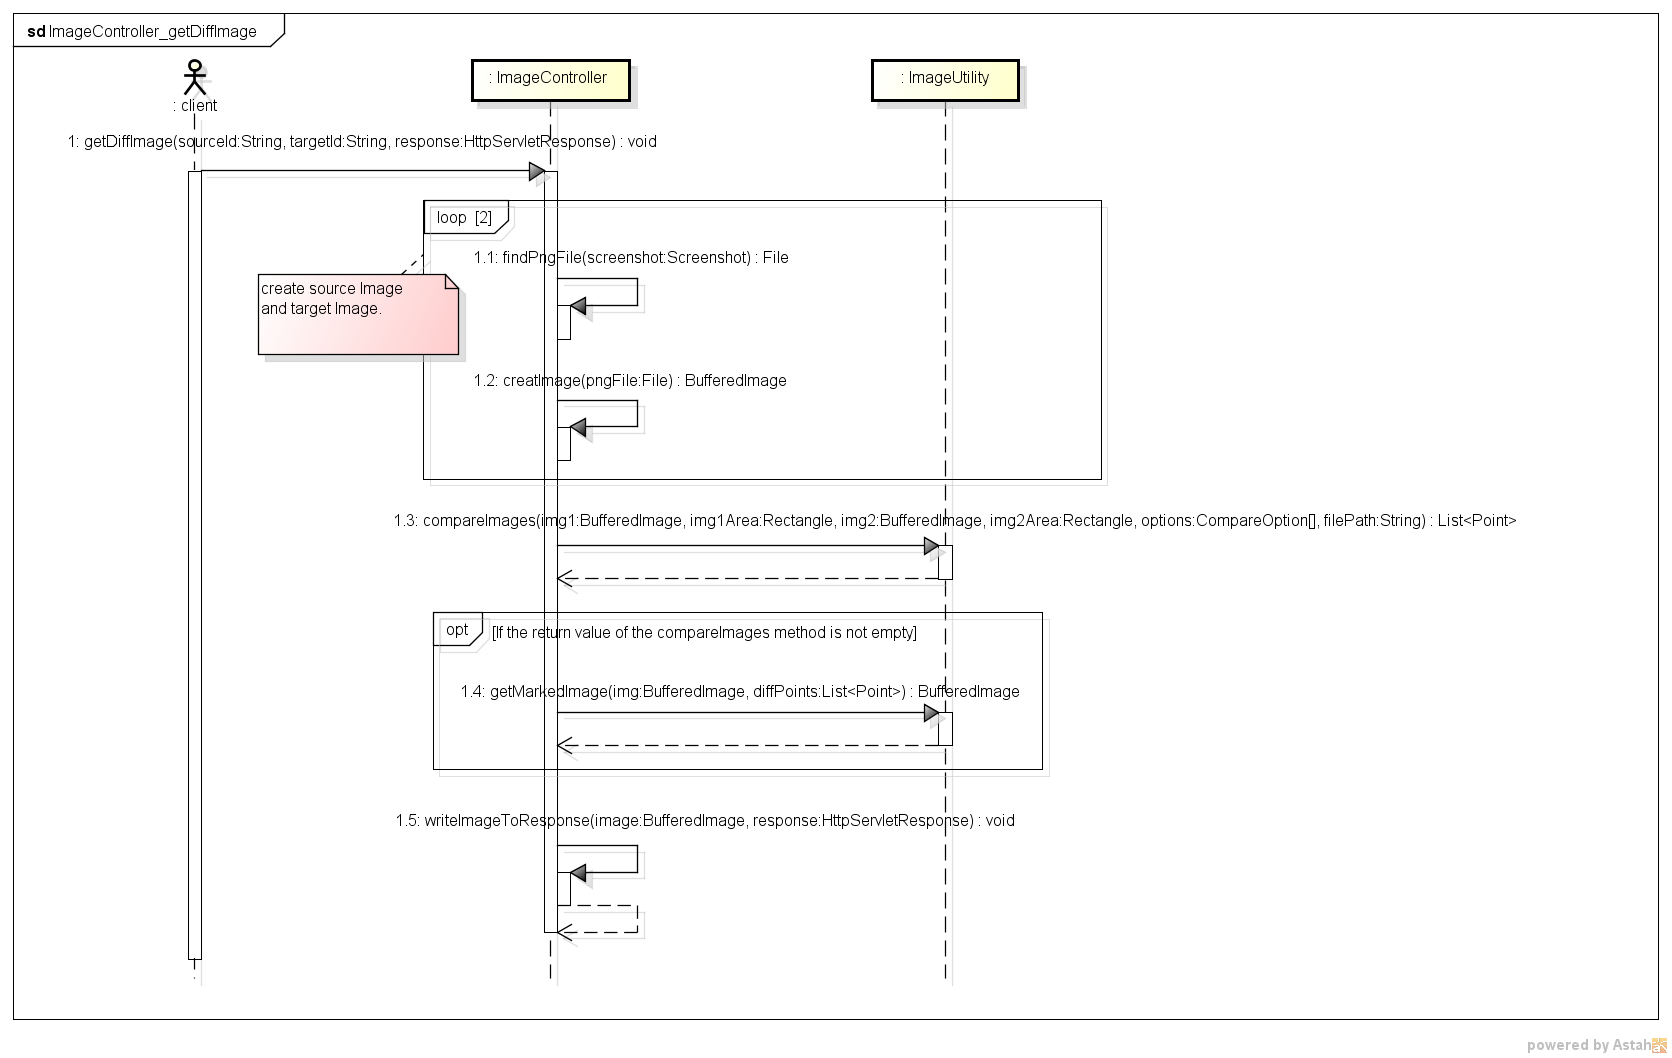 sd ImageController_getDiffImage
: client
: ImageController
: ImageUtility
1: getDiffImage(sourceId:String, targetId:String, response:HttpServletResponse) : void
loop [2]
1.1: findPngFile(screenshot:Screenshot) : File
create source Image
and target Image.
1.2: creatImage(pngFile:File) : BufferedImage
1.3: compareImages(img1:BufferedImage, img1Area:Rectangle, img2:BufferedImage, img2Area:Rectangle, options:CompareOption[], filePath:String) : List<Point>
opt [If the return value of the compareImages method is not empty]
1.4: getMarkedImage(img:BufferedImage, diffPoints:List<Point>) : BufferedImage
1.5: writeImageToResponse(image:BufferedImage, response:HttpServletResponse) : void
powered by Astah